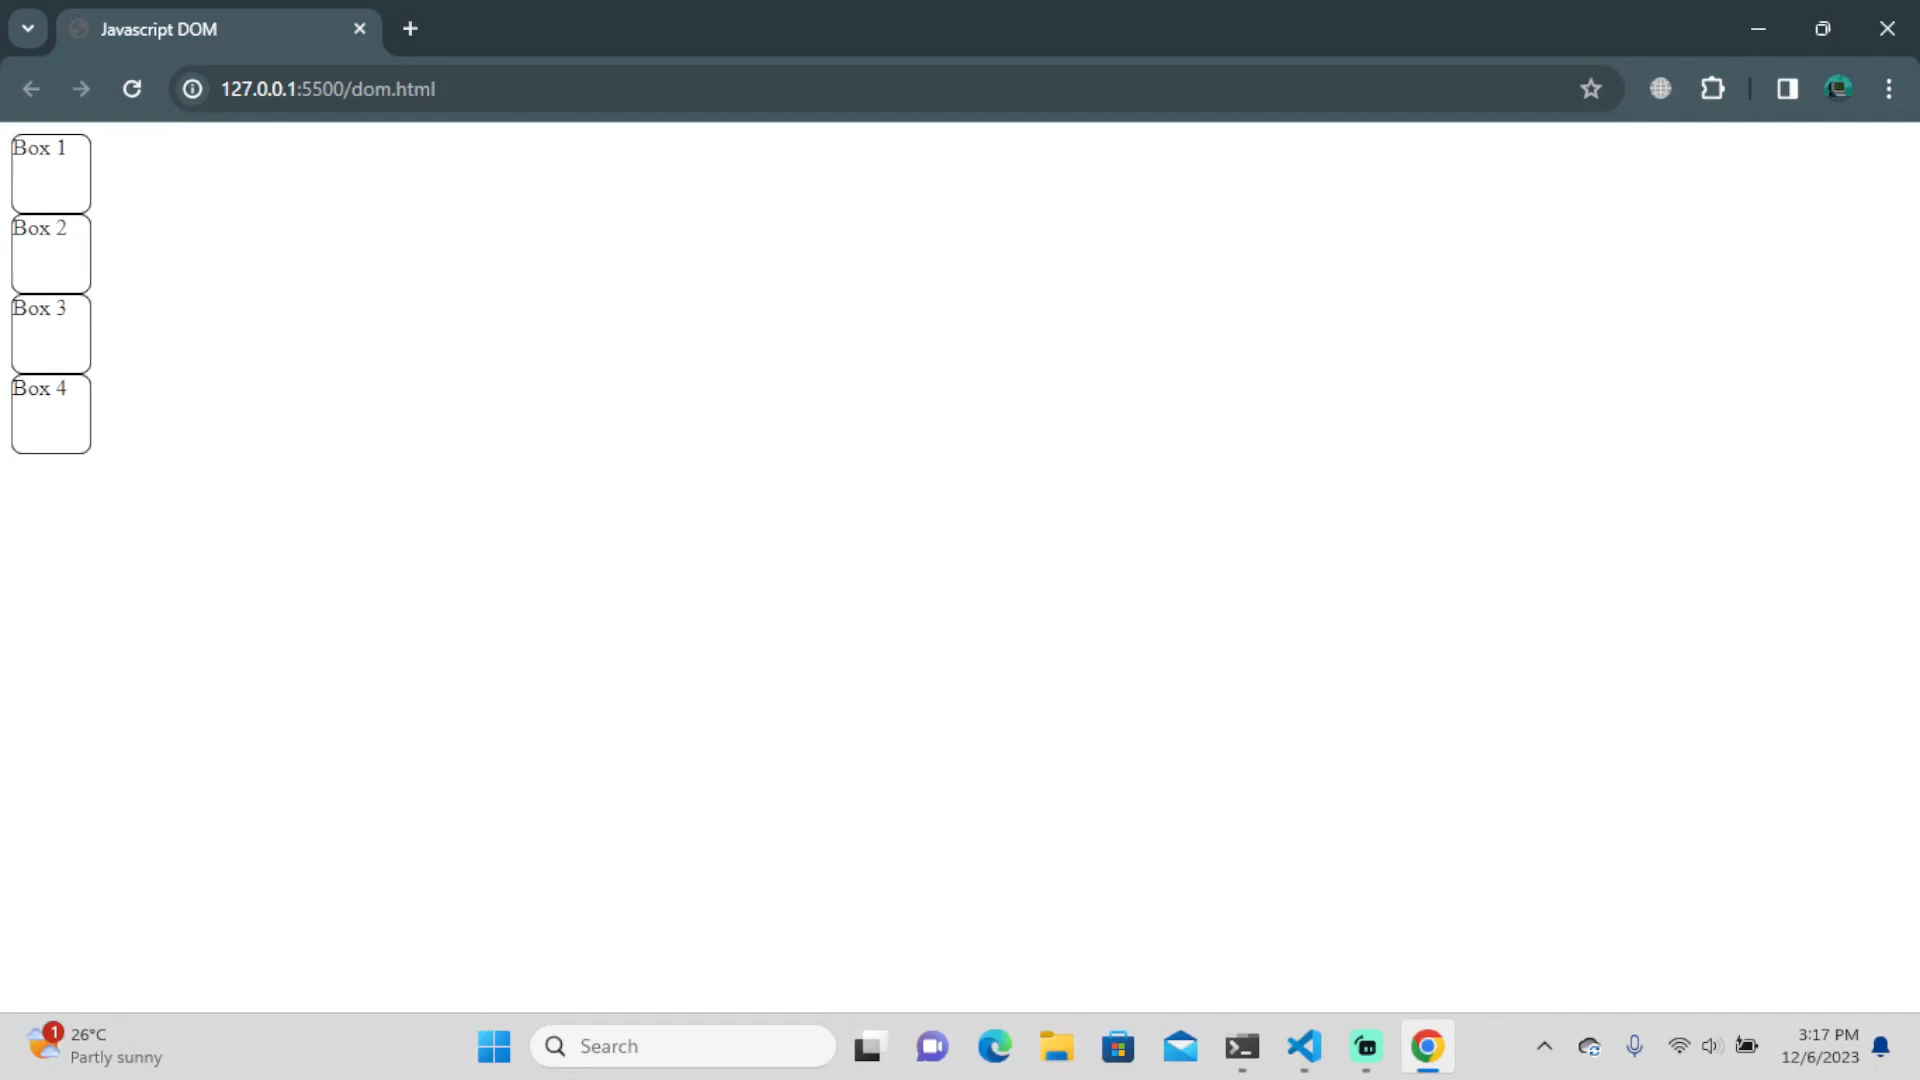 Javascript DOM
127.0.0.1:5500/dom.html
Box 1
Box 2
Box 3
Box 4
1
26°C
Partly sunny
Search
3:17 PM
12/6/2023